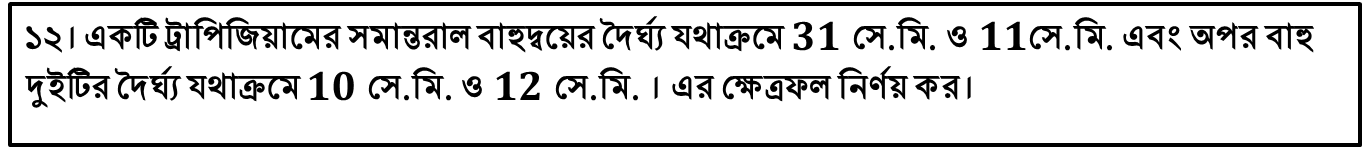 ১২। একটি ট্রাপিজিয়ামের সমান্তরাল বাহুদ্বয়ের দৈর্ঘ্য যথাক্রমে 31 সে.মি. ও 11সে.মি. এবং অপর বাহু
দুইটির দৈর্ঘ্য যথাক্রমে 10 সে.মি. ও 12 সে.মি. । এর ক্ষেত্রফল নির্ণয় কর।